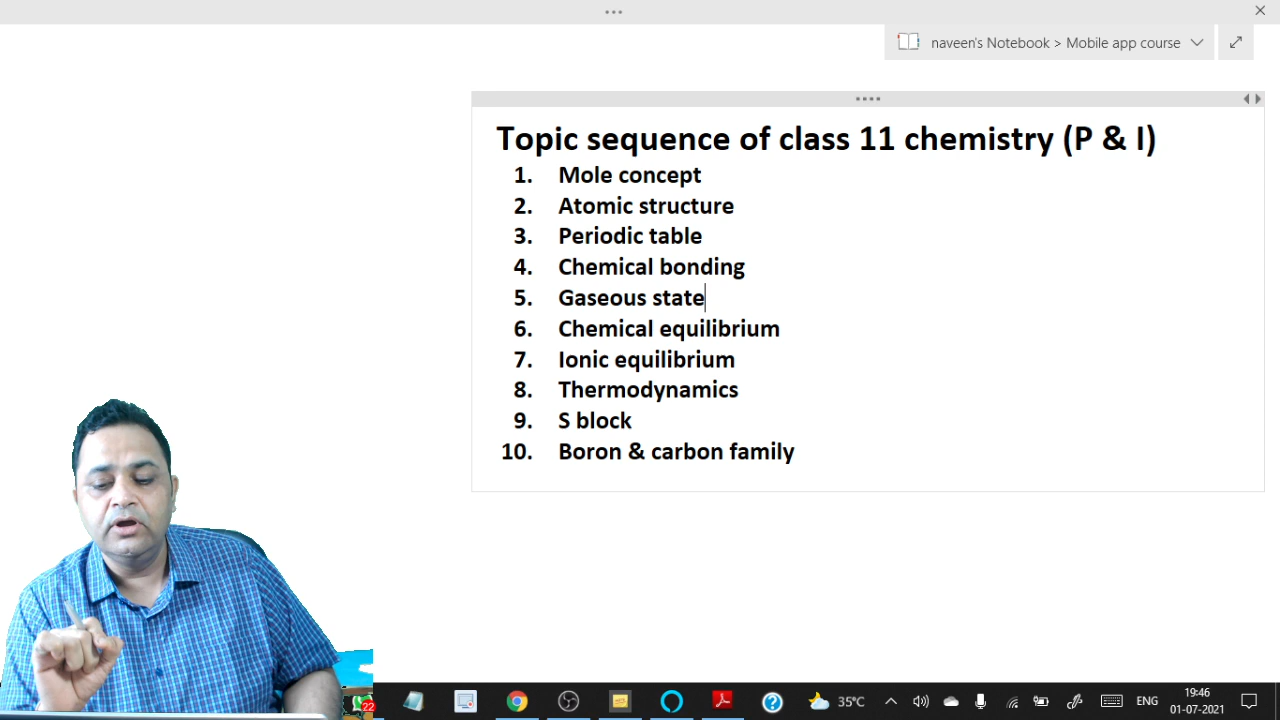 naveen's Notebook > Mobile app course
Topic sequence of class 11 chemistry (P & I)
1. Mole concept
2. Atomic structure
3. Periodic table
4. Chemical bonding
5. Gaseous state
6. Chemical equilibrium
7. Ionic equilibrium
8. Thermodynamics
9. S block
10. Boron & carbon family
22
35°C
ENG
19:46
01-07-2021